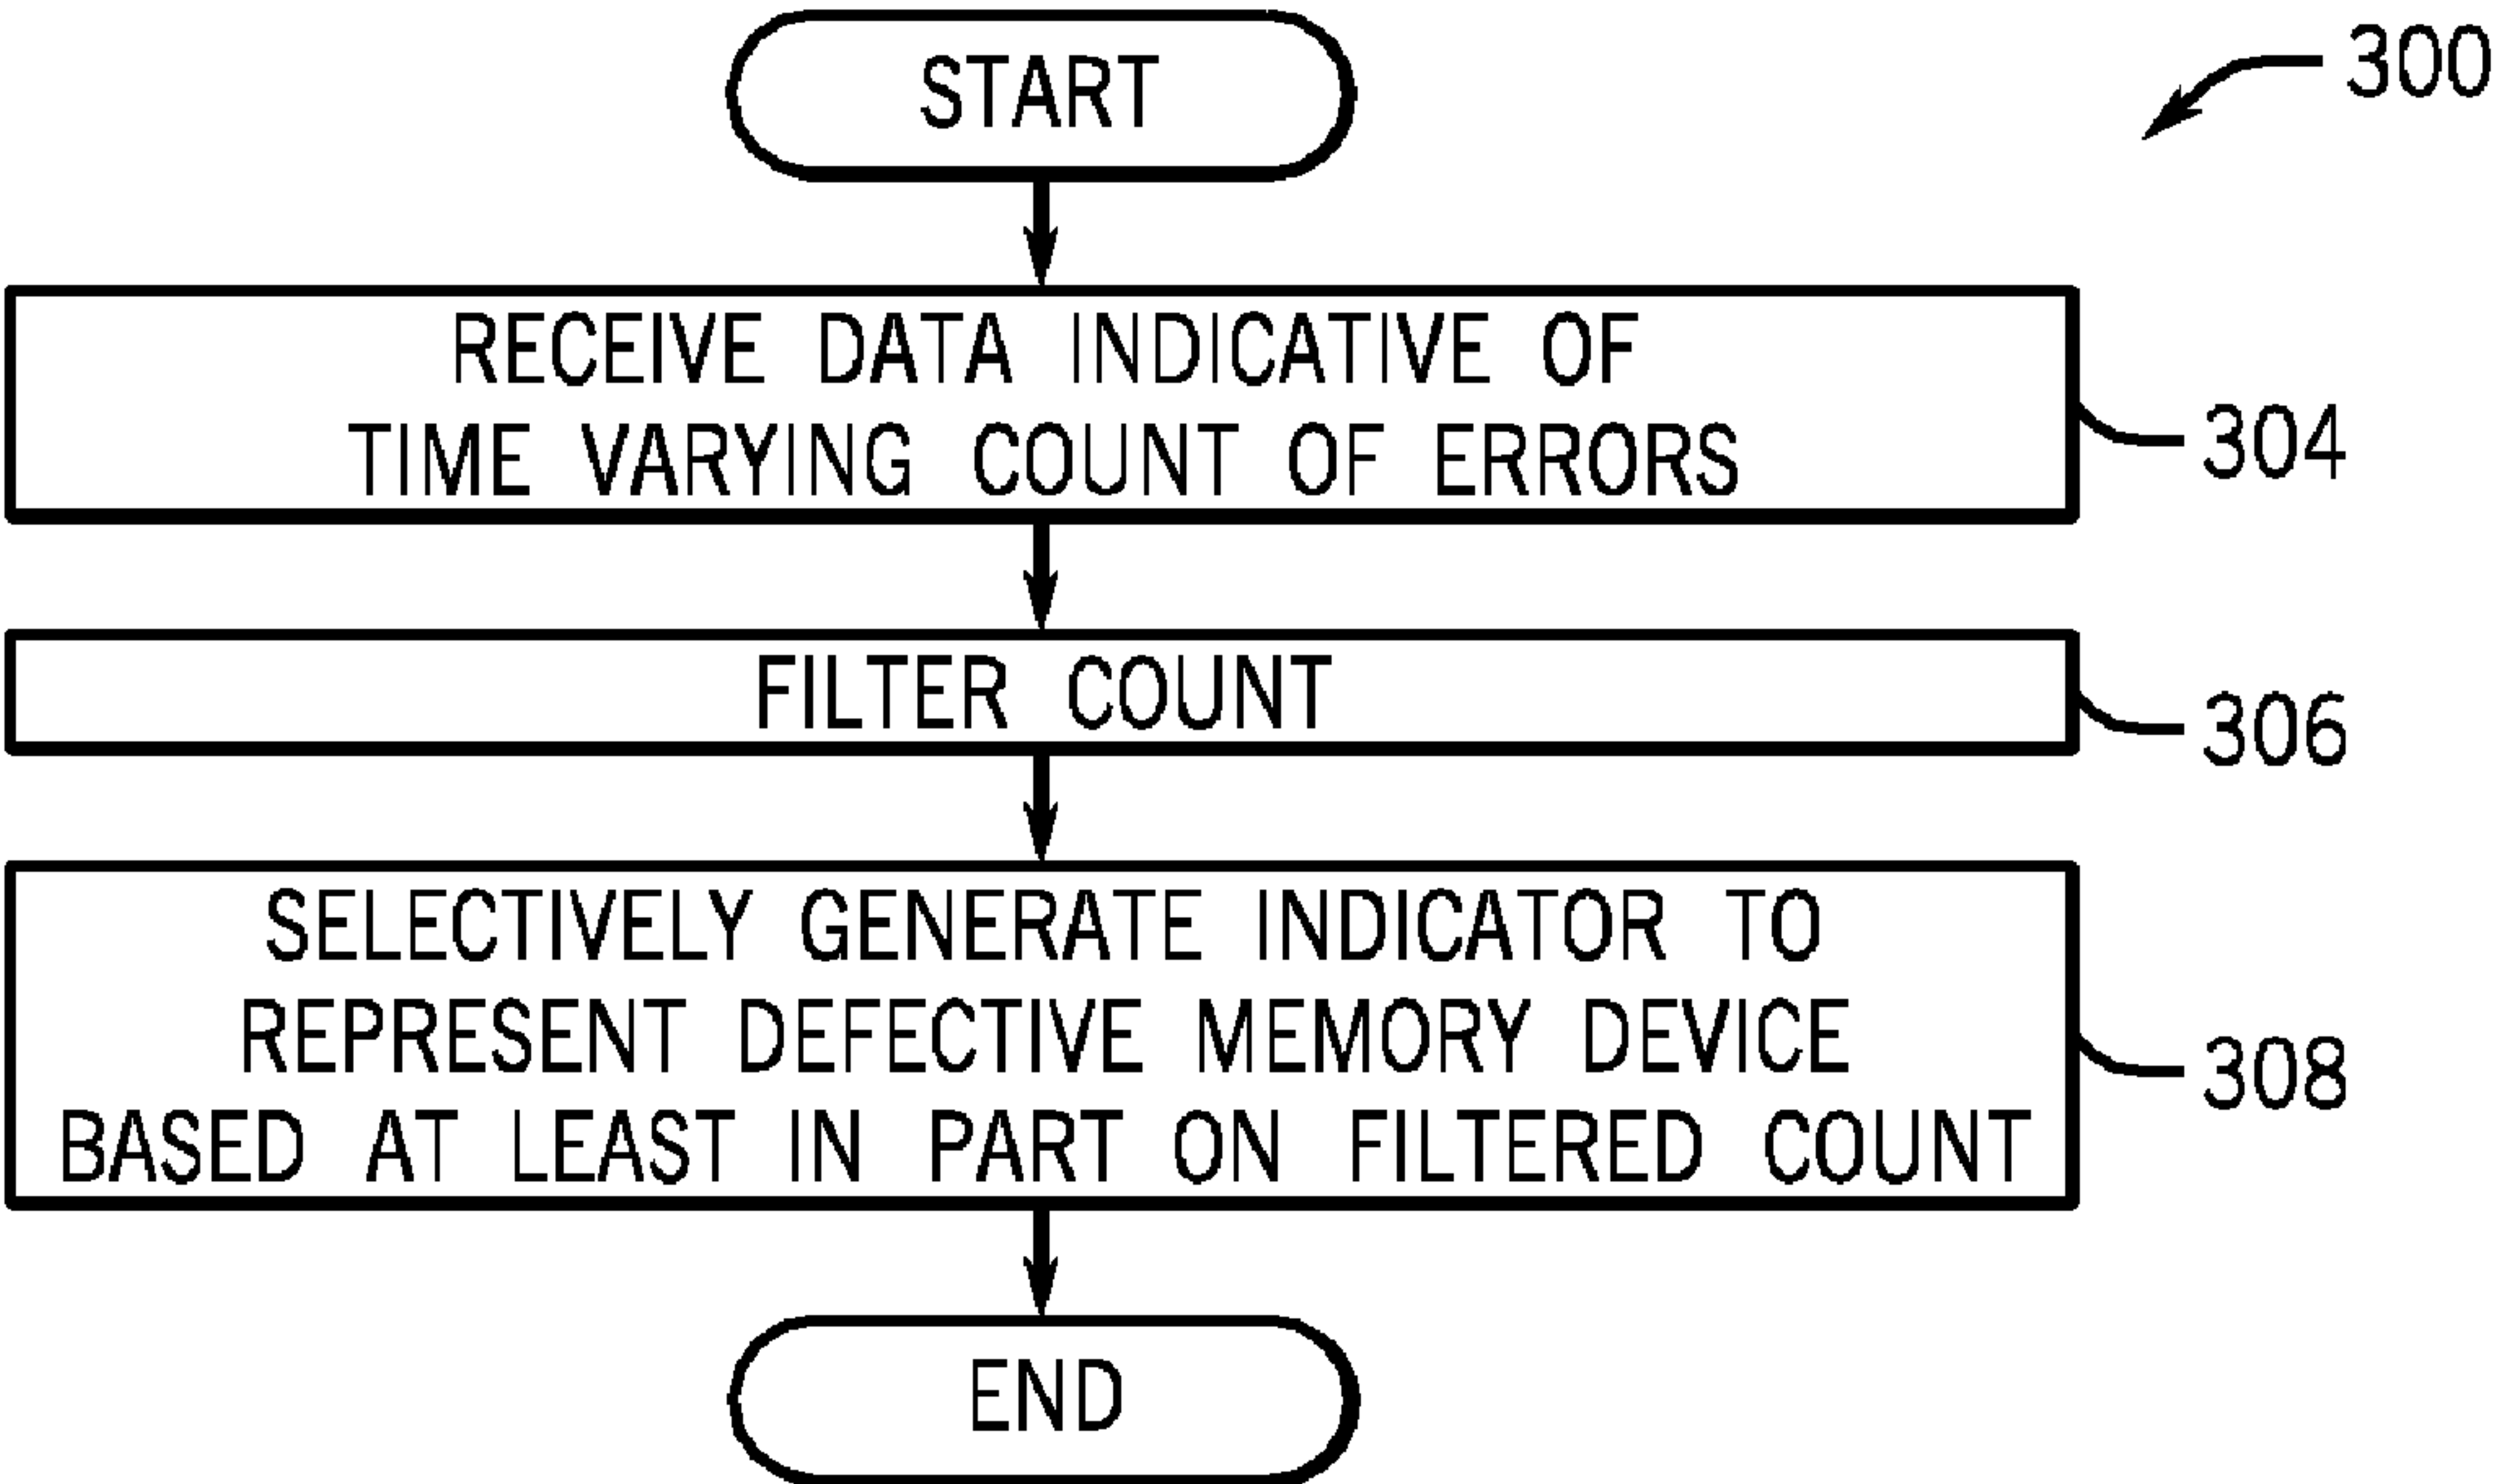 START
300
RECEIVE DATA INDICATIVE OF
TIME VARYING COUNT OF ERRORS
304
FILTER COUNT
306
SELECTIVELY GENERATE INDICATOR TO
REPRESENT DEFECTIVE MEMORY DEVICE
BASED AT LEAST IN PART ON FILTERED COUNT
308
END